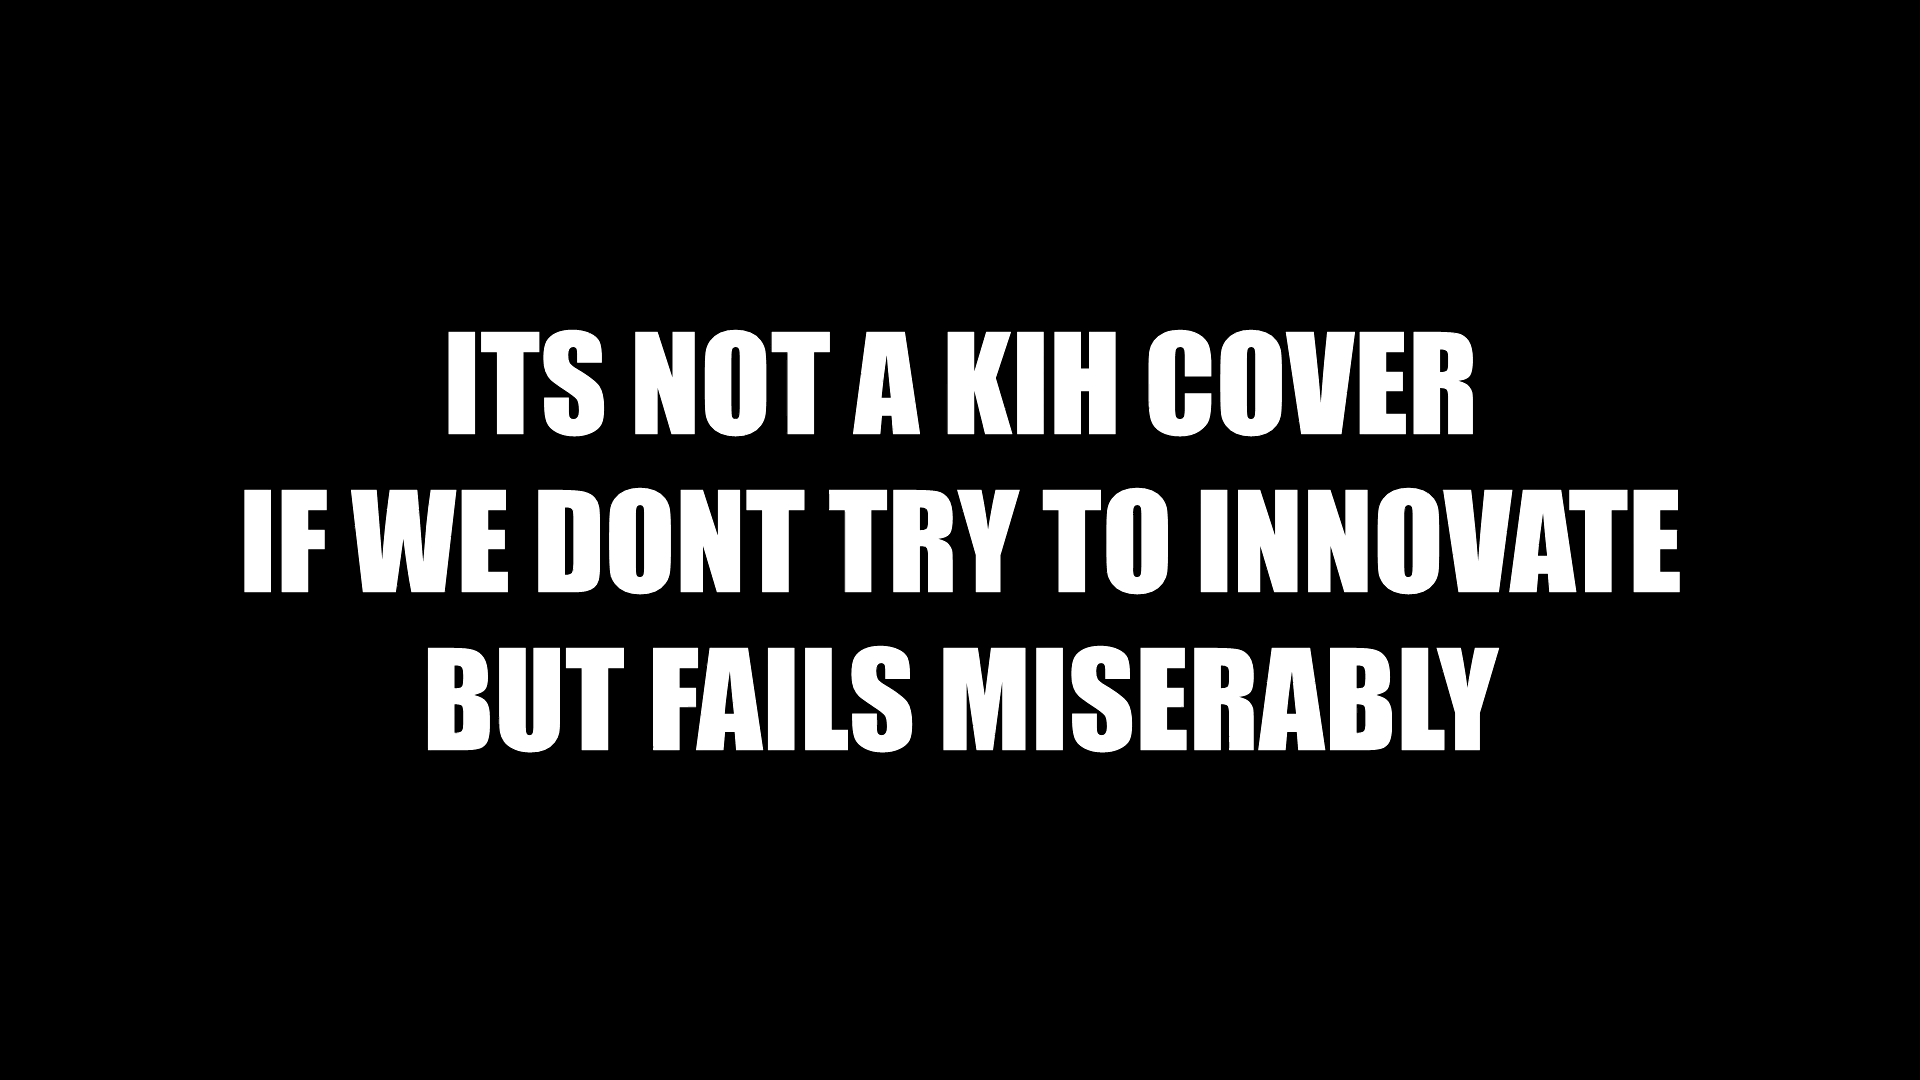 ITS NOT A KIH COVER
IF WE DONT TRY TO INNOVATE
BUT FAILS MISERABLY